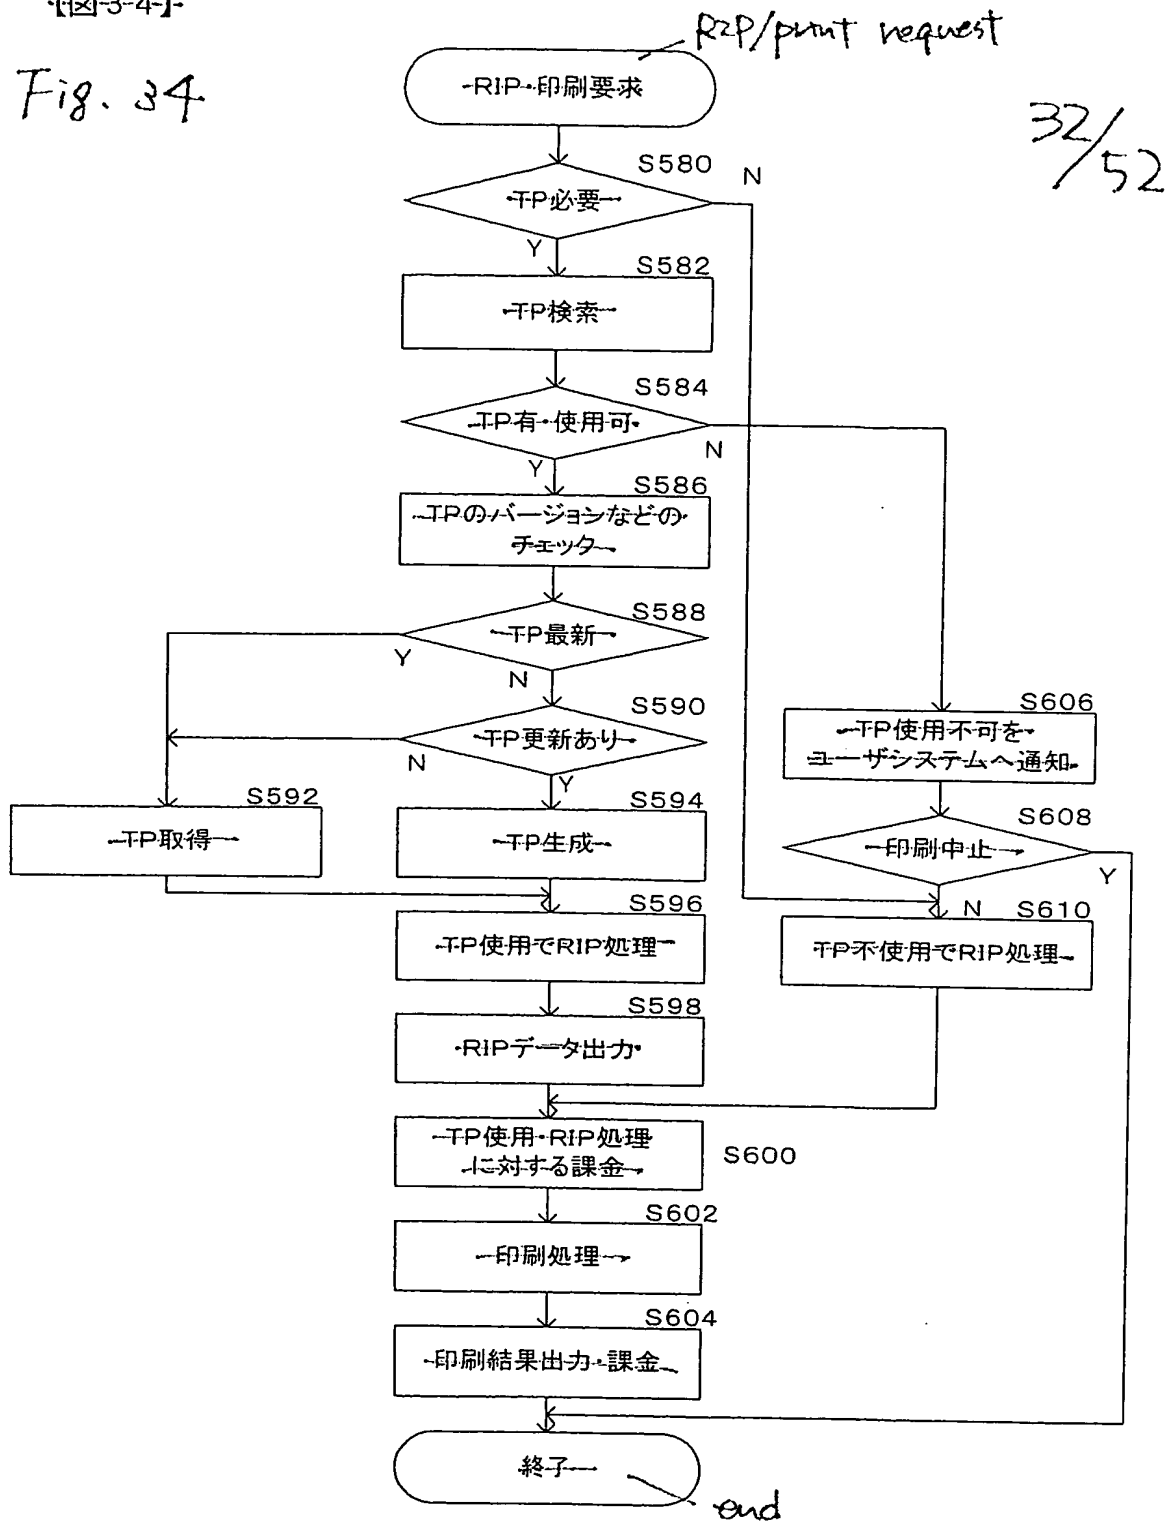 【図34】
Fig. 34
RIP/print request
32/52
RIP・印刷要求
S580
N
TP必要
Y
S582
TP検索
S584
TP有・使用可
N
Y
S586
TPのバージョンなどの
チェック
S588
TP最新
Y
N
S590
TP更新あり
N
Y
S606
TP使用不可を
ユーザシステムへ通知
S592
TP取得
S594
TP生成
S608
印刷中止
Y
N
S596
TP使用でRIP処理
S610
TP不使用でRIP処理
S598
RIPデータ出力
TP使用・RIP処理
に対する課金
S600
S602
印刷処理
S604
印刷結果出力・課金
終了
end